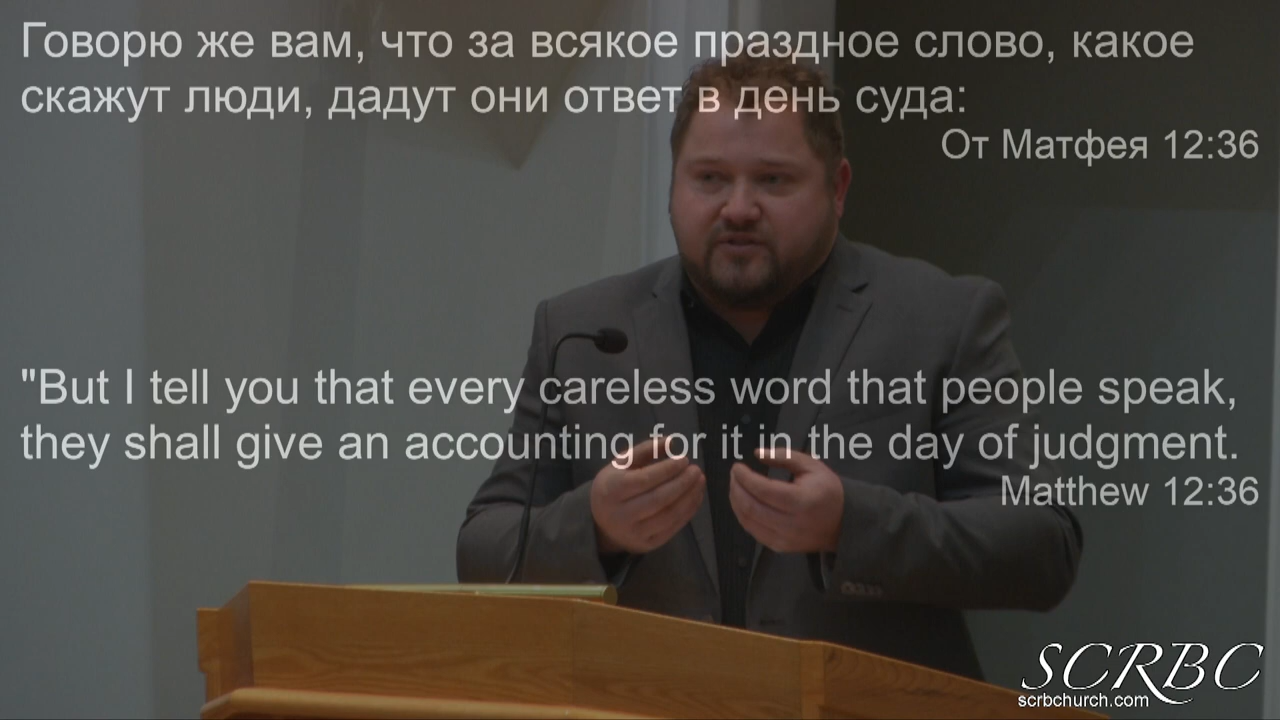 Говорю же вам, что за всякое праздное слово, какое
скажут люди, дадут они ответ в день суда:
От Матфея 12:36
"But I tell you that every careless word that people speak,
they shall give an accounting for it in the day of judgment.
Matthew 12:36
SCRBC
scrbchurch.com